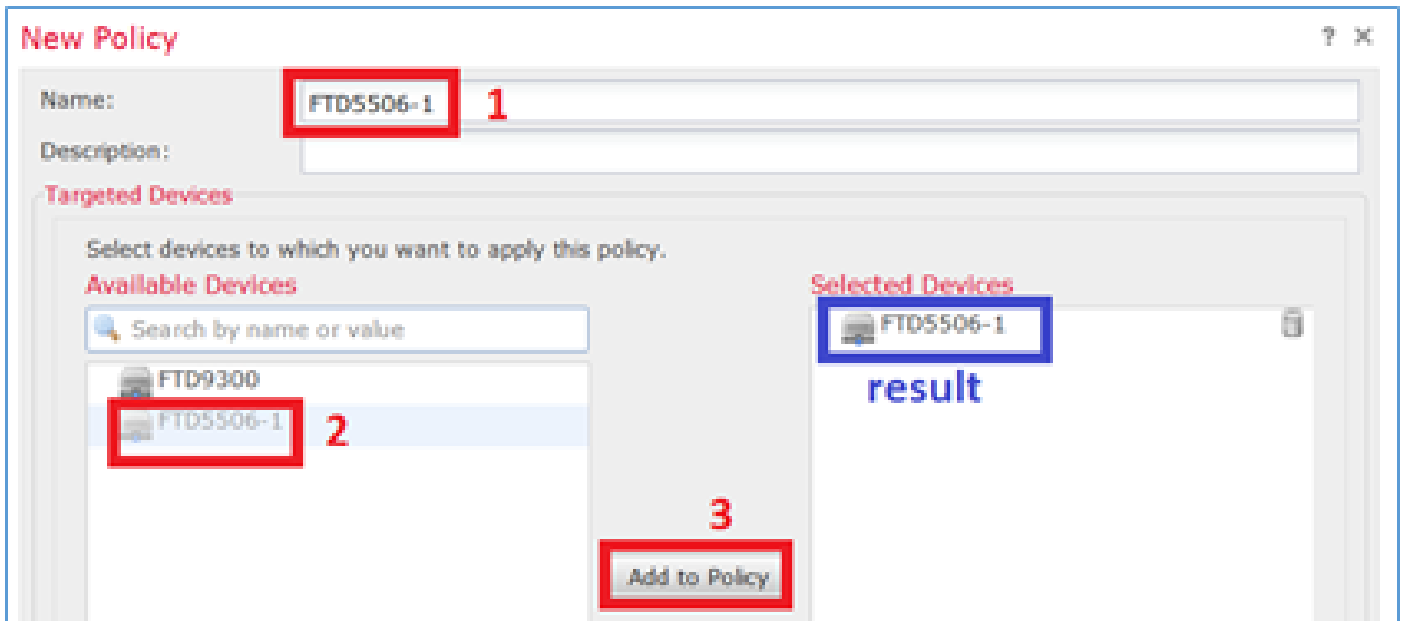 New Policy ? ×
Name: FTD5506-1 1
Description:
Targeted Devices
Select devices to which you want to apply this policy.
Available Devices Selected Devices
Search by name or value FTD5506-1
FTD9300 result
FTD5506-1 2
3
Add to Policy